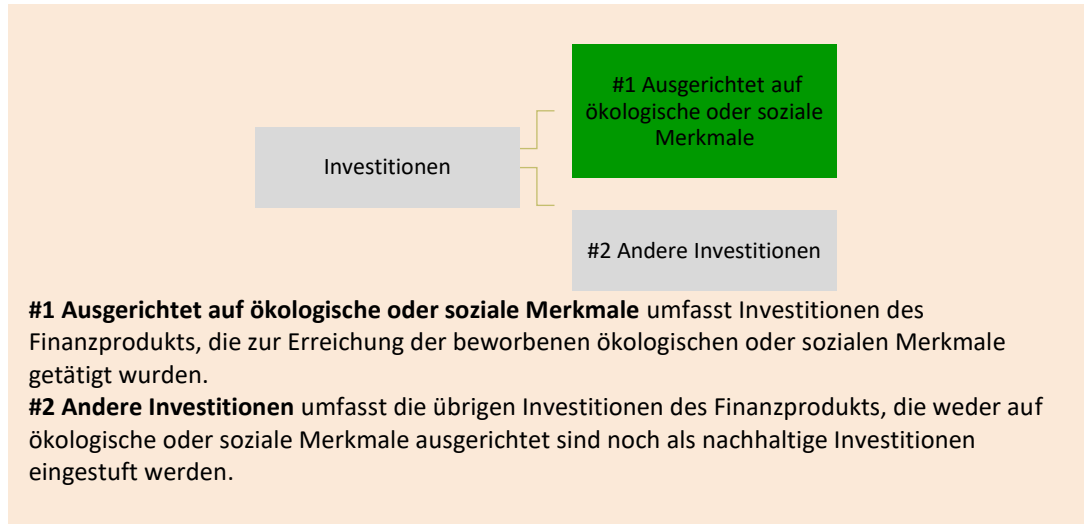 #1 Ausgerichtet auf
ökologische oder soziale
Merkmale
Investitionen
#2 Andere Investitionen
#1 Ausgerichtet auf ökologische oder soziale Merkmale umfasst Investitionen des
Finanzprodukts, die zur Erreichung der beworbenen ökologischen oder sozialen Merkmale
getätigt wurden.
#2 Andere Investitionen umfasst die übrigen Investitionen des Finanzprodukts, die weder auf
ökologische oder soziale Merkmale ausgerichtet sind noch als nachhaltige Investitionen
eingestuft werden.